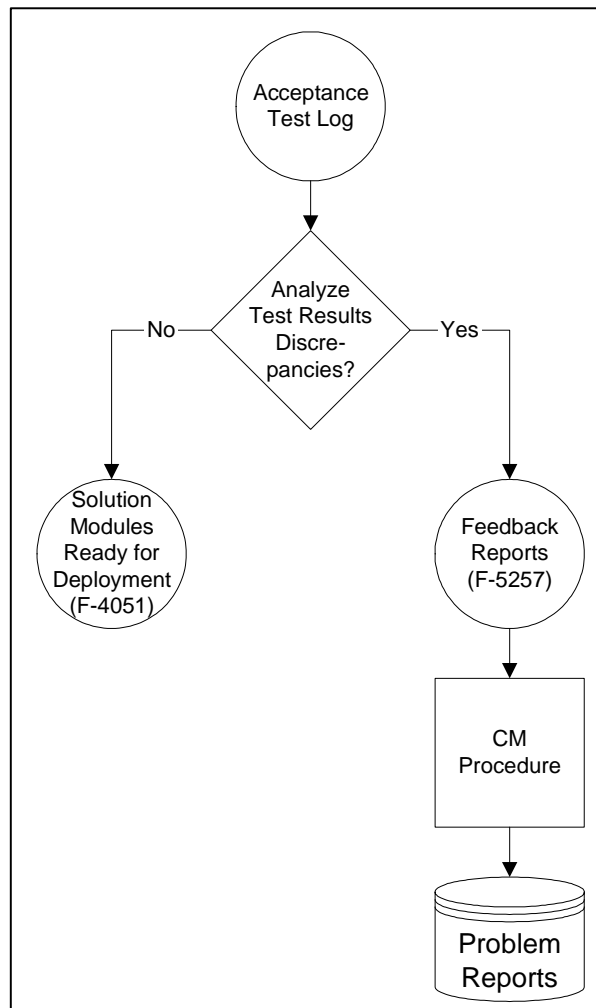 Acceptance
Test Log
Analyze
Test Results
Discre-
pancies?
No
Yes
Solution
Modules
Ready for
Deployment
(F-4051)
Feedback
Reports
(F-5257)
CM
Procedure
Problem
Reports